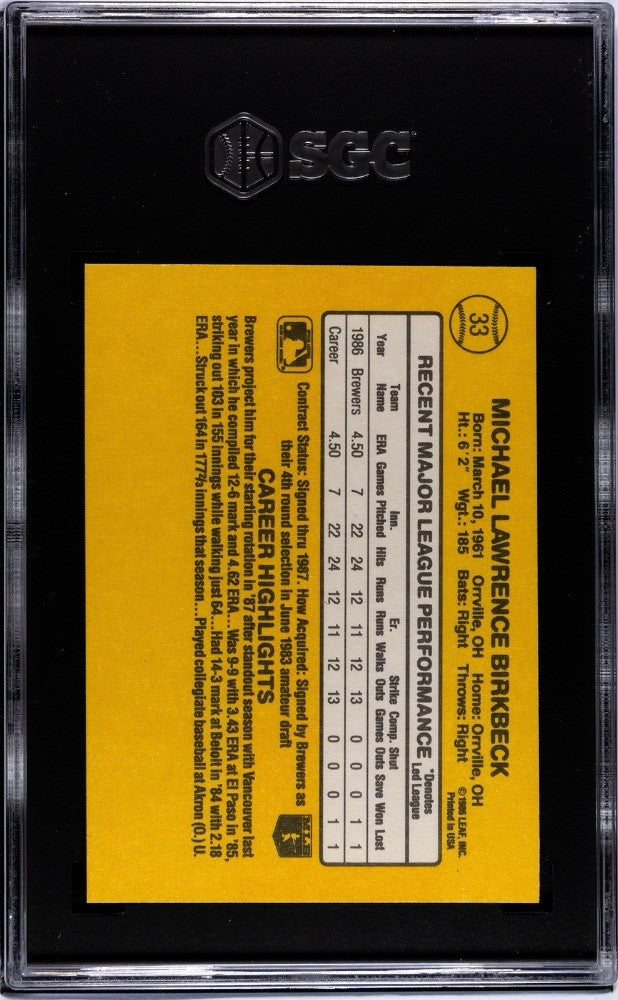 SGC
33
MICHAEL LAWRENCE BIRKBECK
Born: March 10, 1961 Orrville, OH Home: Orrville, OH
Ht.: 6'2" Wgt.: 185 Bats: Right Throws: Right
©1986 LEAF, INC.
Printed in USA
RECENT MAJOR LEAGUE PERFORMANCE
*Denotes
Led League
Team Inn. Er. Strike Comp. Shut
Year Name ERA Games Pitched Hits Runs Runs Walks Outs Games Outs Save Won Lost
1986 Brewers 4.50 7 22 24 12 11 12 13 0 0 0 1 1
Career 4.50 7 22 24 12 11 12 13 0 0 0 1 1
Contract Status: Signed thru 1987. How Acquired: Signed by Brewers as
their 4th round selection in June 1983 amateur draft
CAREER HIGHLIGHTS
Brewers project him for their starting rotation in '87 after standout season with Vancouver last
year in which he compiled 12-6 mark and 4.62 ERA...Was 9-9 with 3.43 ERA at El Paso in '85,
striking out 103 in 155 innings while walking just 64...Had 14-3 mark at Beloit in '84 with 2.18
ERA...Struck out 164 in 177⅔ innings that season...Played collegiate baseball at Akron (O.) U.